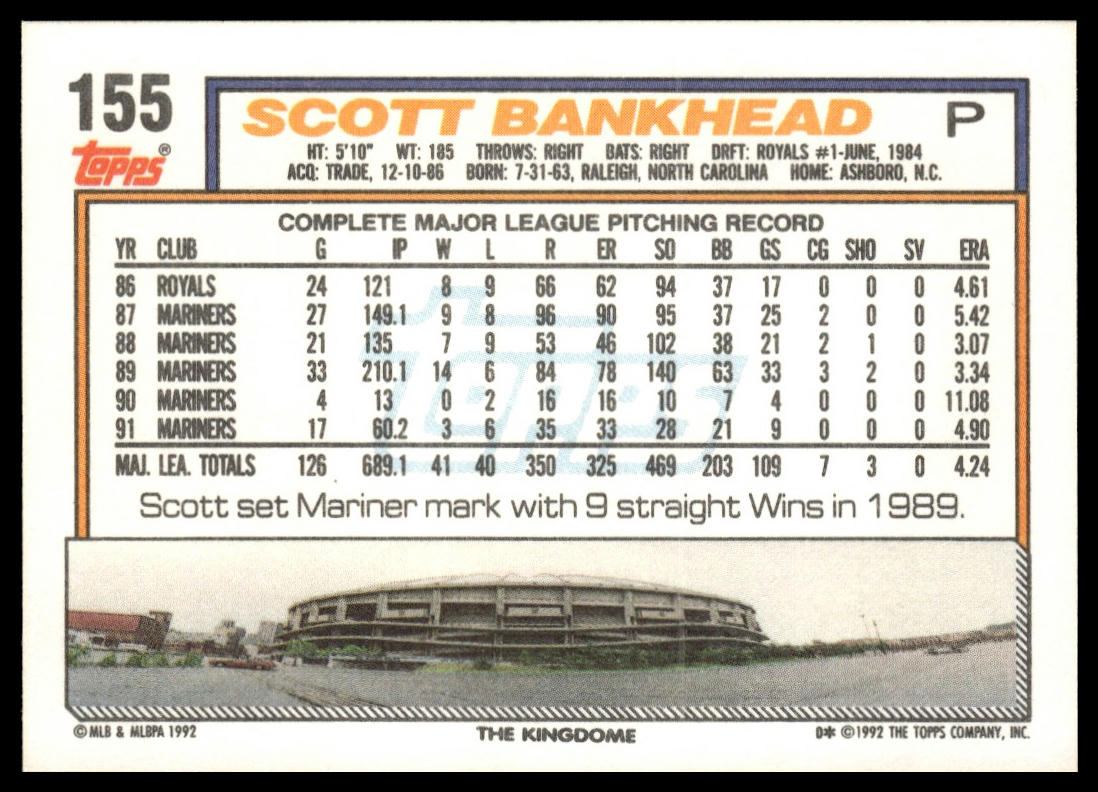 155
SCOTT BANKHEAD P
topps®
HT: 5'10" WT: 185 THROWS: RIGHT BATS: RIGHT DRFT: ROYALS #1-JUNE, 1984
ACQ: TRADE, 12-10-86 BORN: 7-31-63, RALEIGH, NORTH CAROLINA HOME: ASHBORO, N.C.
COMPLETE MAJOR LEAGUE PITCHING RECORD
YR CLUB G IP W L R ER SO BB GS CG SHO SV ERA
86 ROYALS 24 121 8 9 66 62 94 37 17 0 0 0 4.61
87 MARINERS 27 149.1 9 8 96 90 95 37 25 2 0 0 5.42
88 MARINERS 21 135 7 9 53 46 102 38 21 2 1 0 3.07
89 MARINERS 33 210.1 14 6 84 78 140 63 33 3 2 0 3.34
90 MARINERS 4 13 0 2 16 16 10 7 4 0 0 0 11.08
91 MARINERS 17 60.2 3 6 35 33 28 21 9 0 0 0 4.90
MAJ. LEA. TOTALS 126 689.1 41 40 350 325 469 203 109 7 3 0 4.24
Scott set Mariner mark with 9 straight Wins in 1989.
©MLB & MLBPA 1992 THE KINGDOME D* ©1992 THE TOPPS COMPANY, INC.